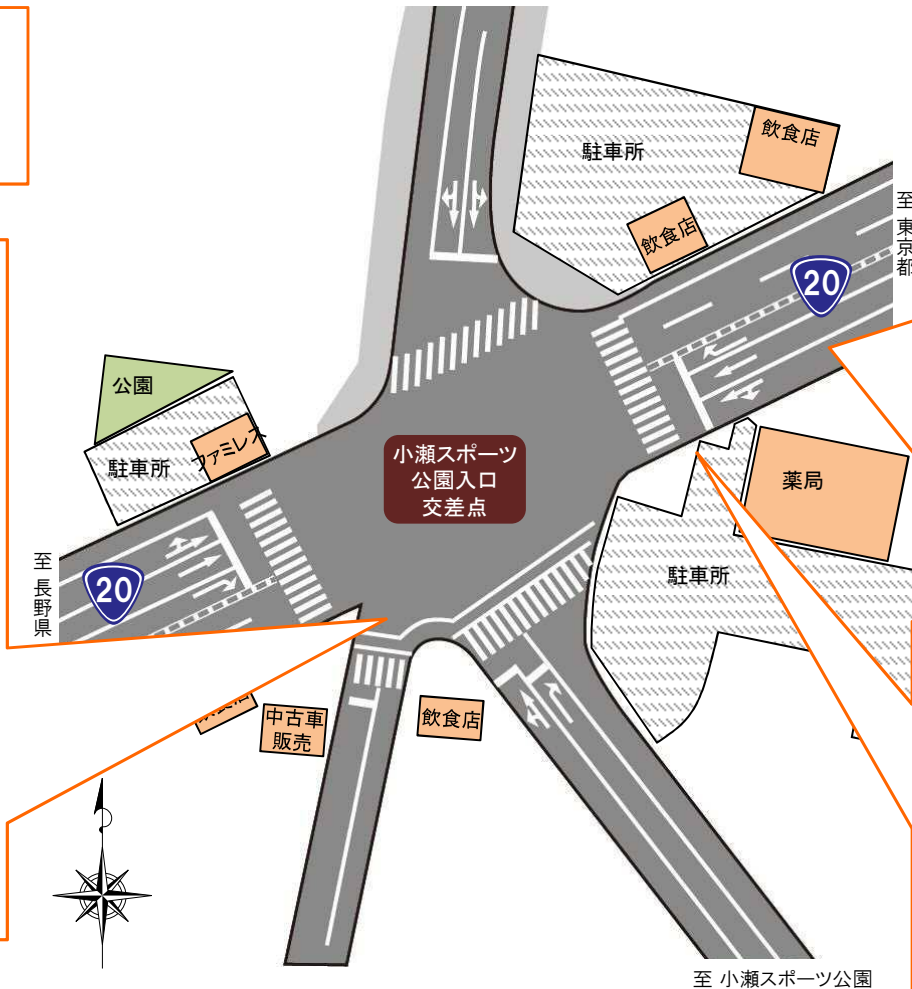 飲食店
駐車所
飲食店
至 東京都
20
公園
ファミレス
駐車所
小瀬スポーツ
公園入口
交差点
薬局
駐車所
至 長野県
20
中古車
販売
飲食店
至 小瀬スポーツ公園